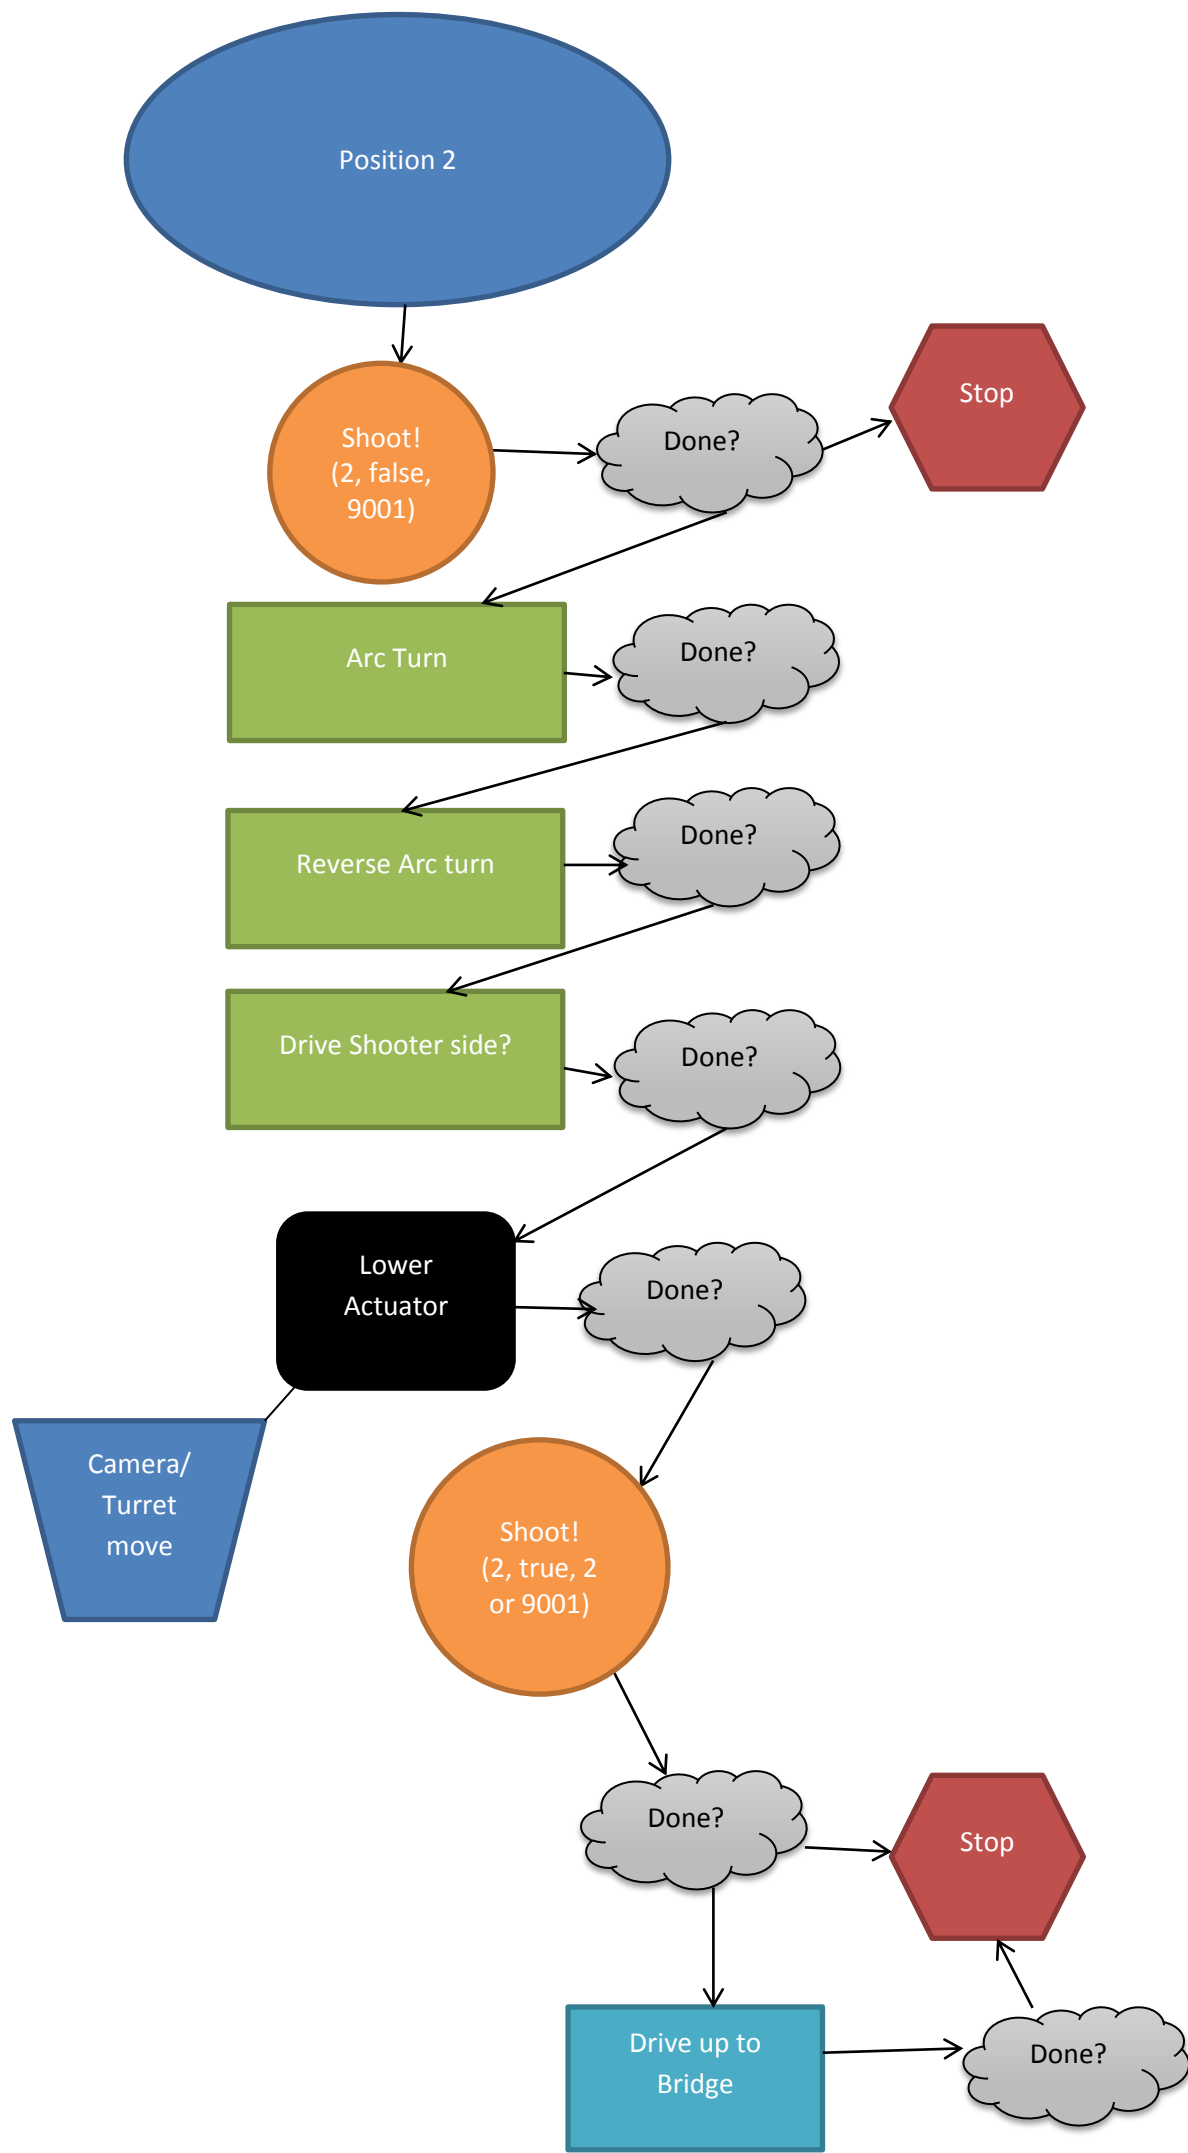 Position 2
Shoot!
(2, false,
9001)
Done?
Stop
Arc Turn
Done?
Reverse Arc turn
Done?
Drive Shooter side?
Done?
Lower
Actuator
Done?
Camera/
Turret
move
Shoot!
(2, true, 2
or 9001)
Done?
Stop
Drive up to
Bridge
Done?